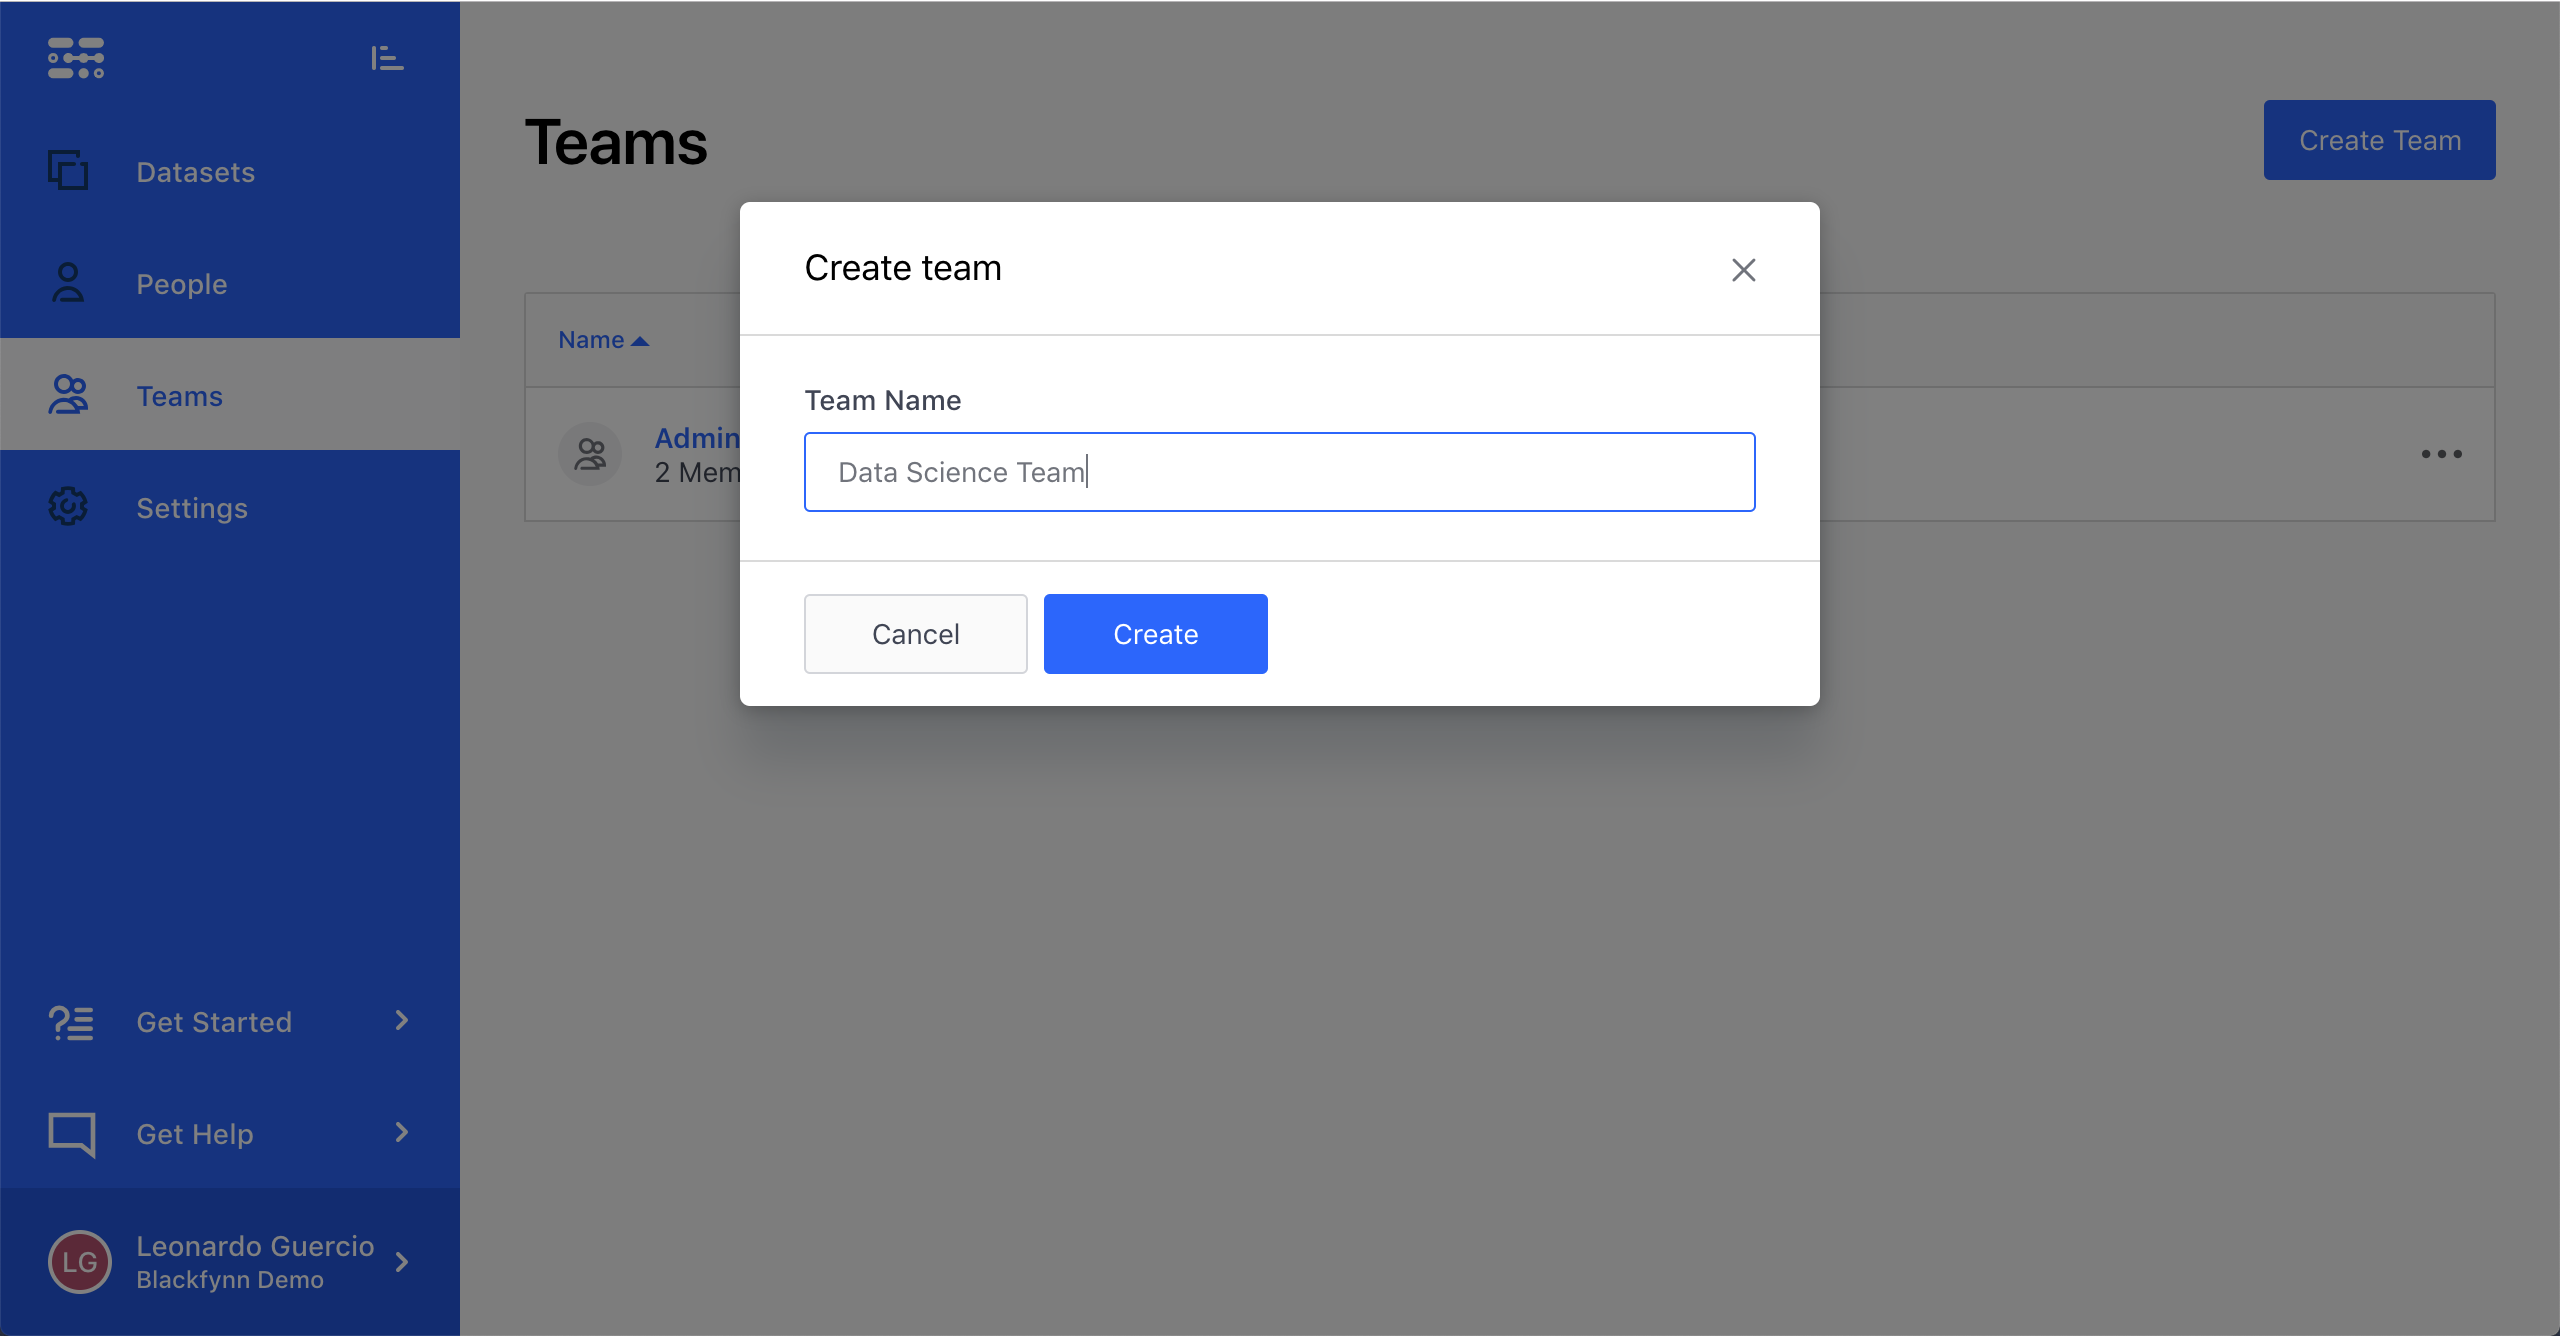 Datasets
People
Teams
Settings
Get Started
Get Help
LG
Leonardo Guercio
Blackfynn Demo
Teams
Create Team
Name
Admin
2 Mem
Create team
Team Name
Data Science Team
Cancel
Create